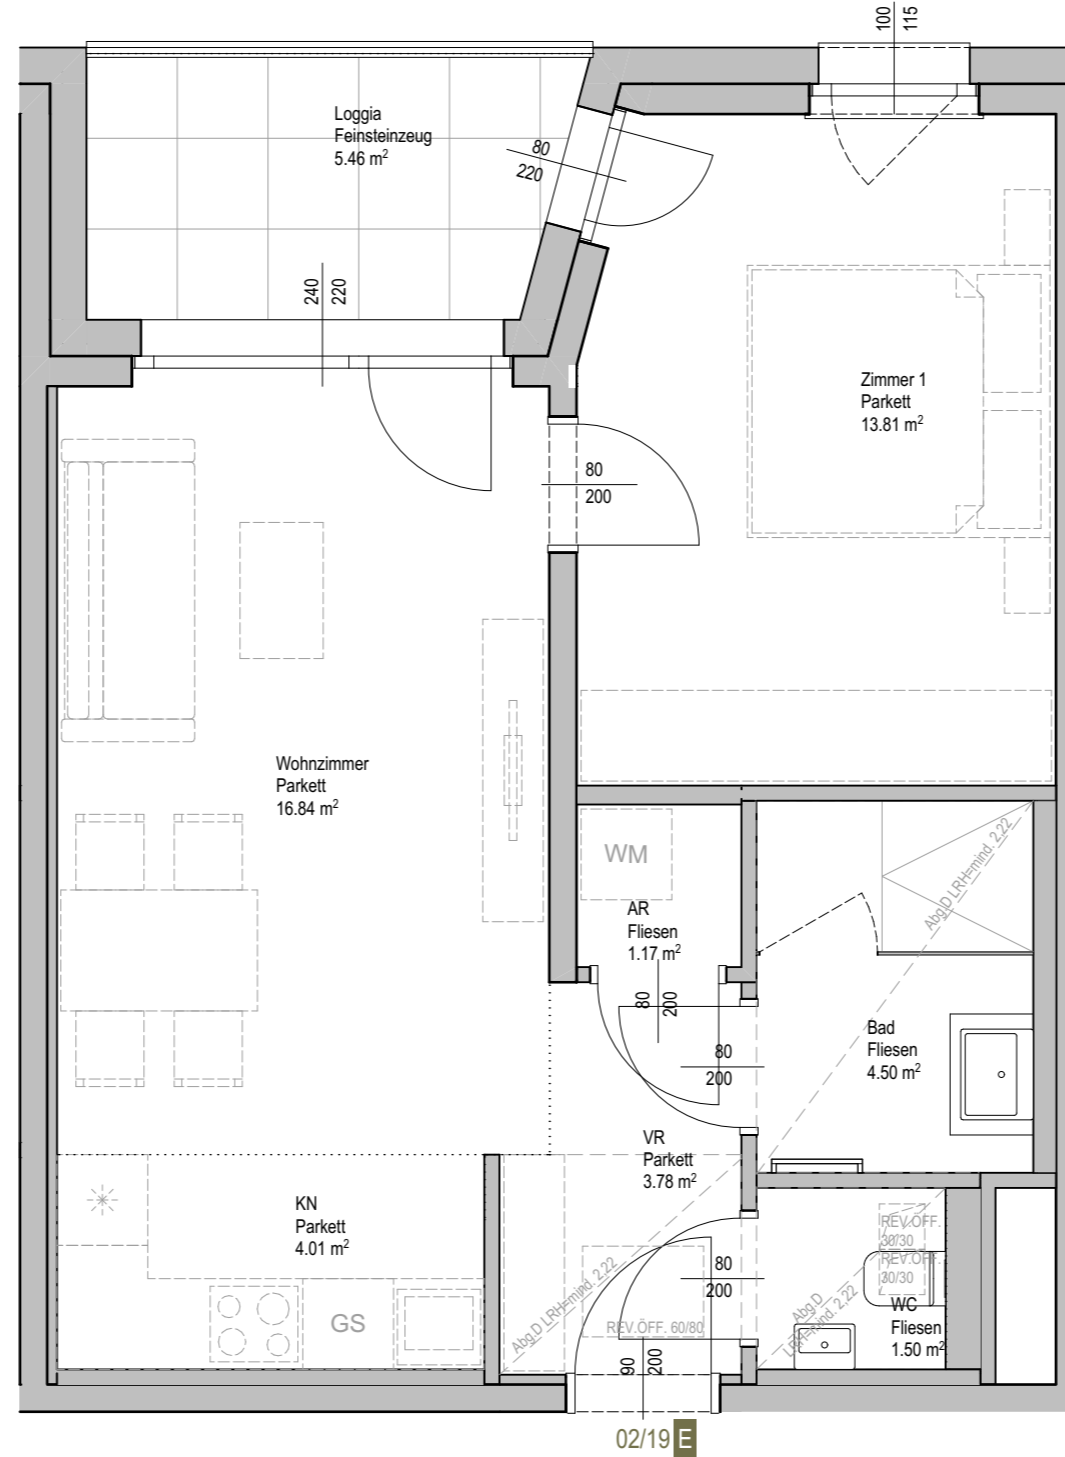 100
115
Loggia
Feinsteinzeug
5.46 m²
80
220
240
220
Zimmer 1
Parkett
13.81 m²
80
200
Wohnzimmer
Parkett
16.84 m²
WM
AR
Fliesen
1.17 m²
80
200
Abg.D LRH=mind. 2,22
Bad
Fliesen
4.50 m²
80
200
VR
Parkett
3.78 m²
KN
Parkett
4.01 m²
GS
Abg.D LRH=mind. 2,22
REV.ÖFF. 60/80
80
200
REV.ÖFF.
30/30
REV.ÖFF.
30/30
Abg.D
LRH=mind. 2,22
WC
Fliesen
1.50 m²
90
200
02/19 E